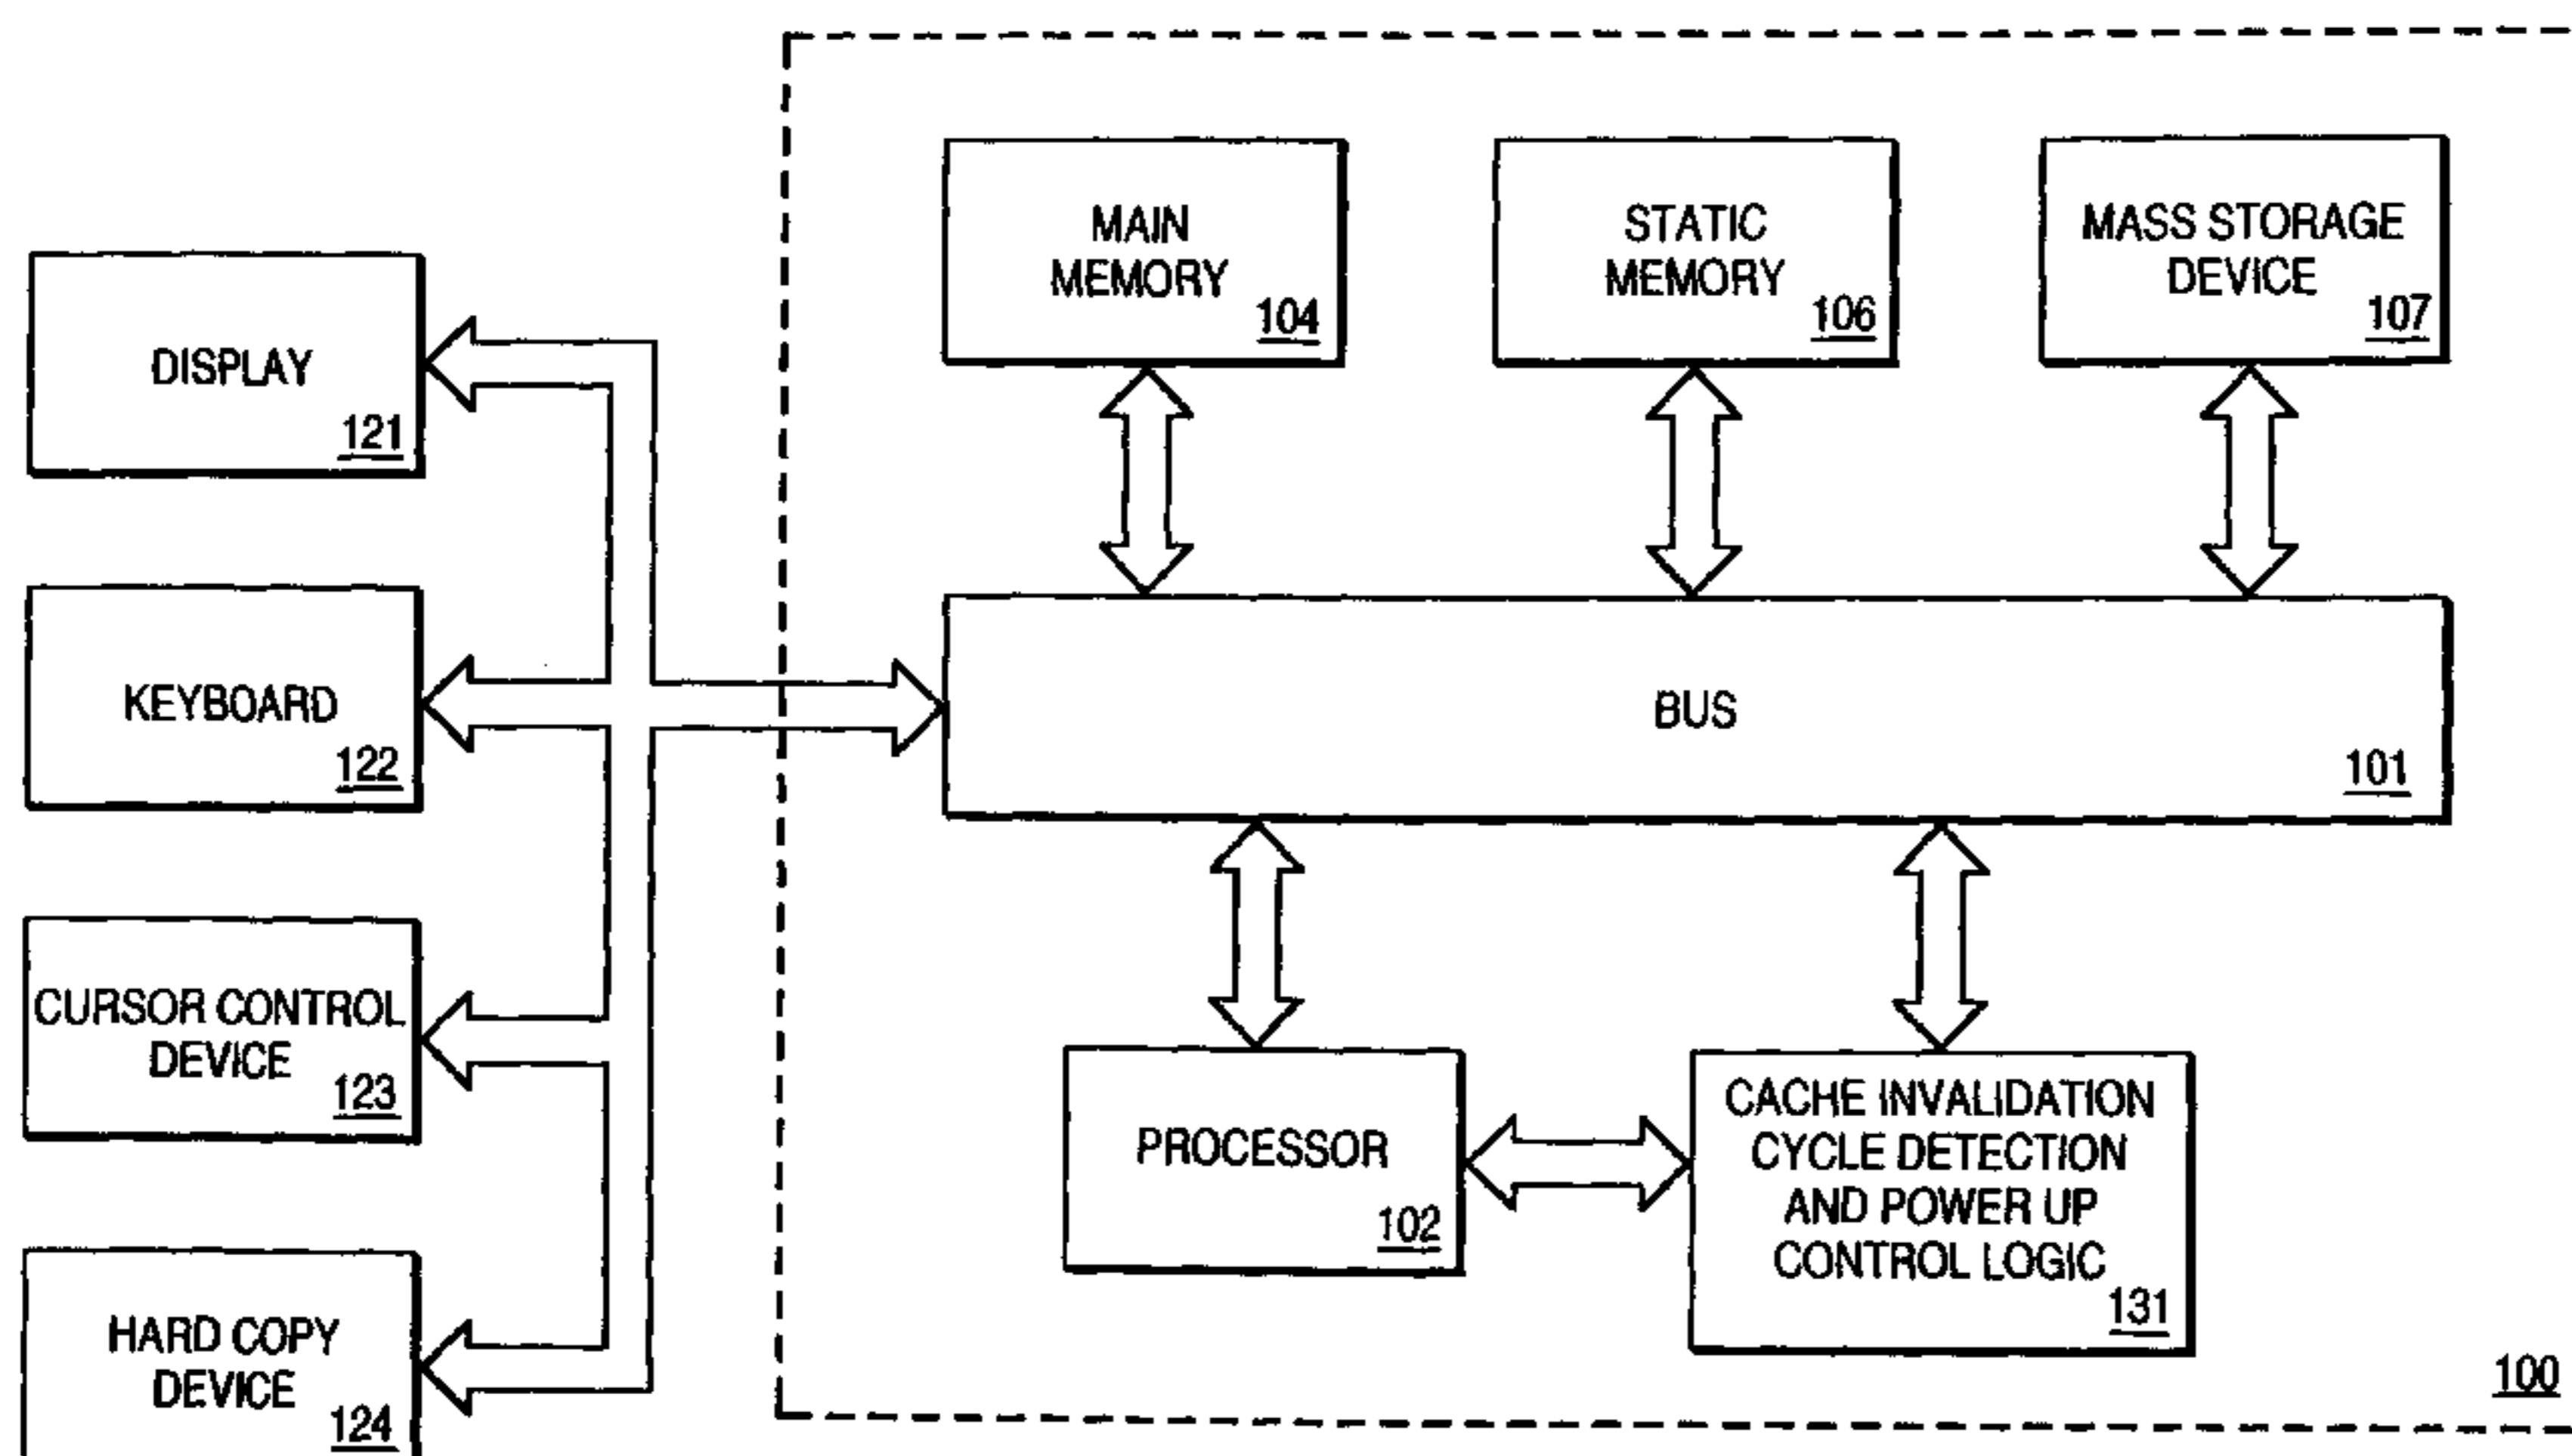 MAIN
MEMORY
104
STATIC
MEMORY
106
MASS STORAGE
DEVICE
107
DISPLAY
121
KEYBOARD
122
BUS
101
CURSOR CONTROL
DEVICE
123
PROCESSOR
102
CACHE INVALIDATION
CYCLE DETECTION
AND POWER UP
CONTROL LOGIC
131
HARD COPY
DEVICE
124
100